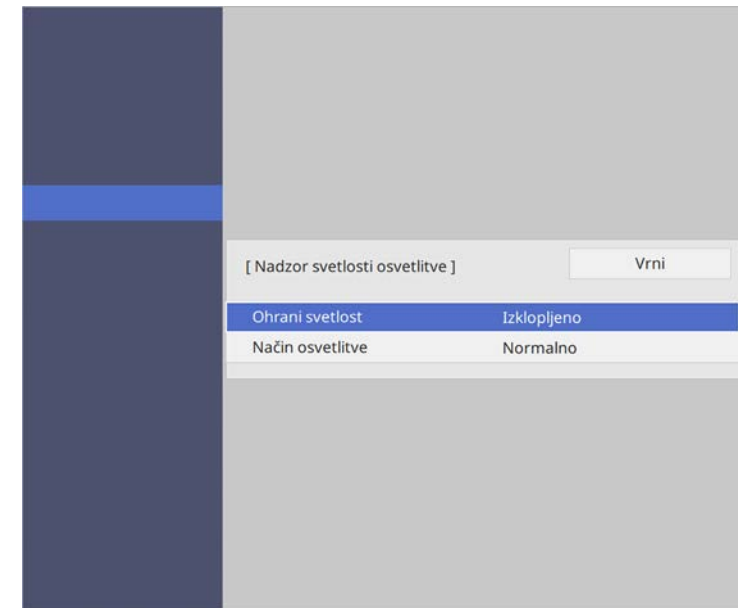 [ Nadzor svetlosti osvetlitve ] Vrni
Ohrani svetlost Izklopljeno
Način osvetlitve Normalno